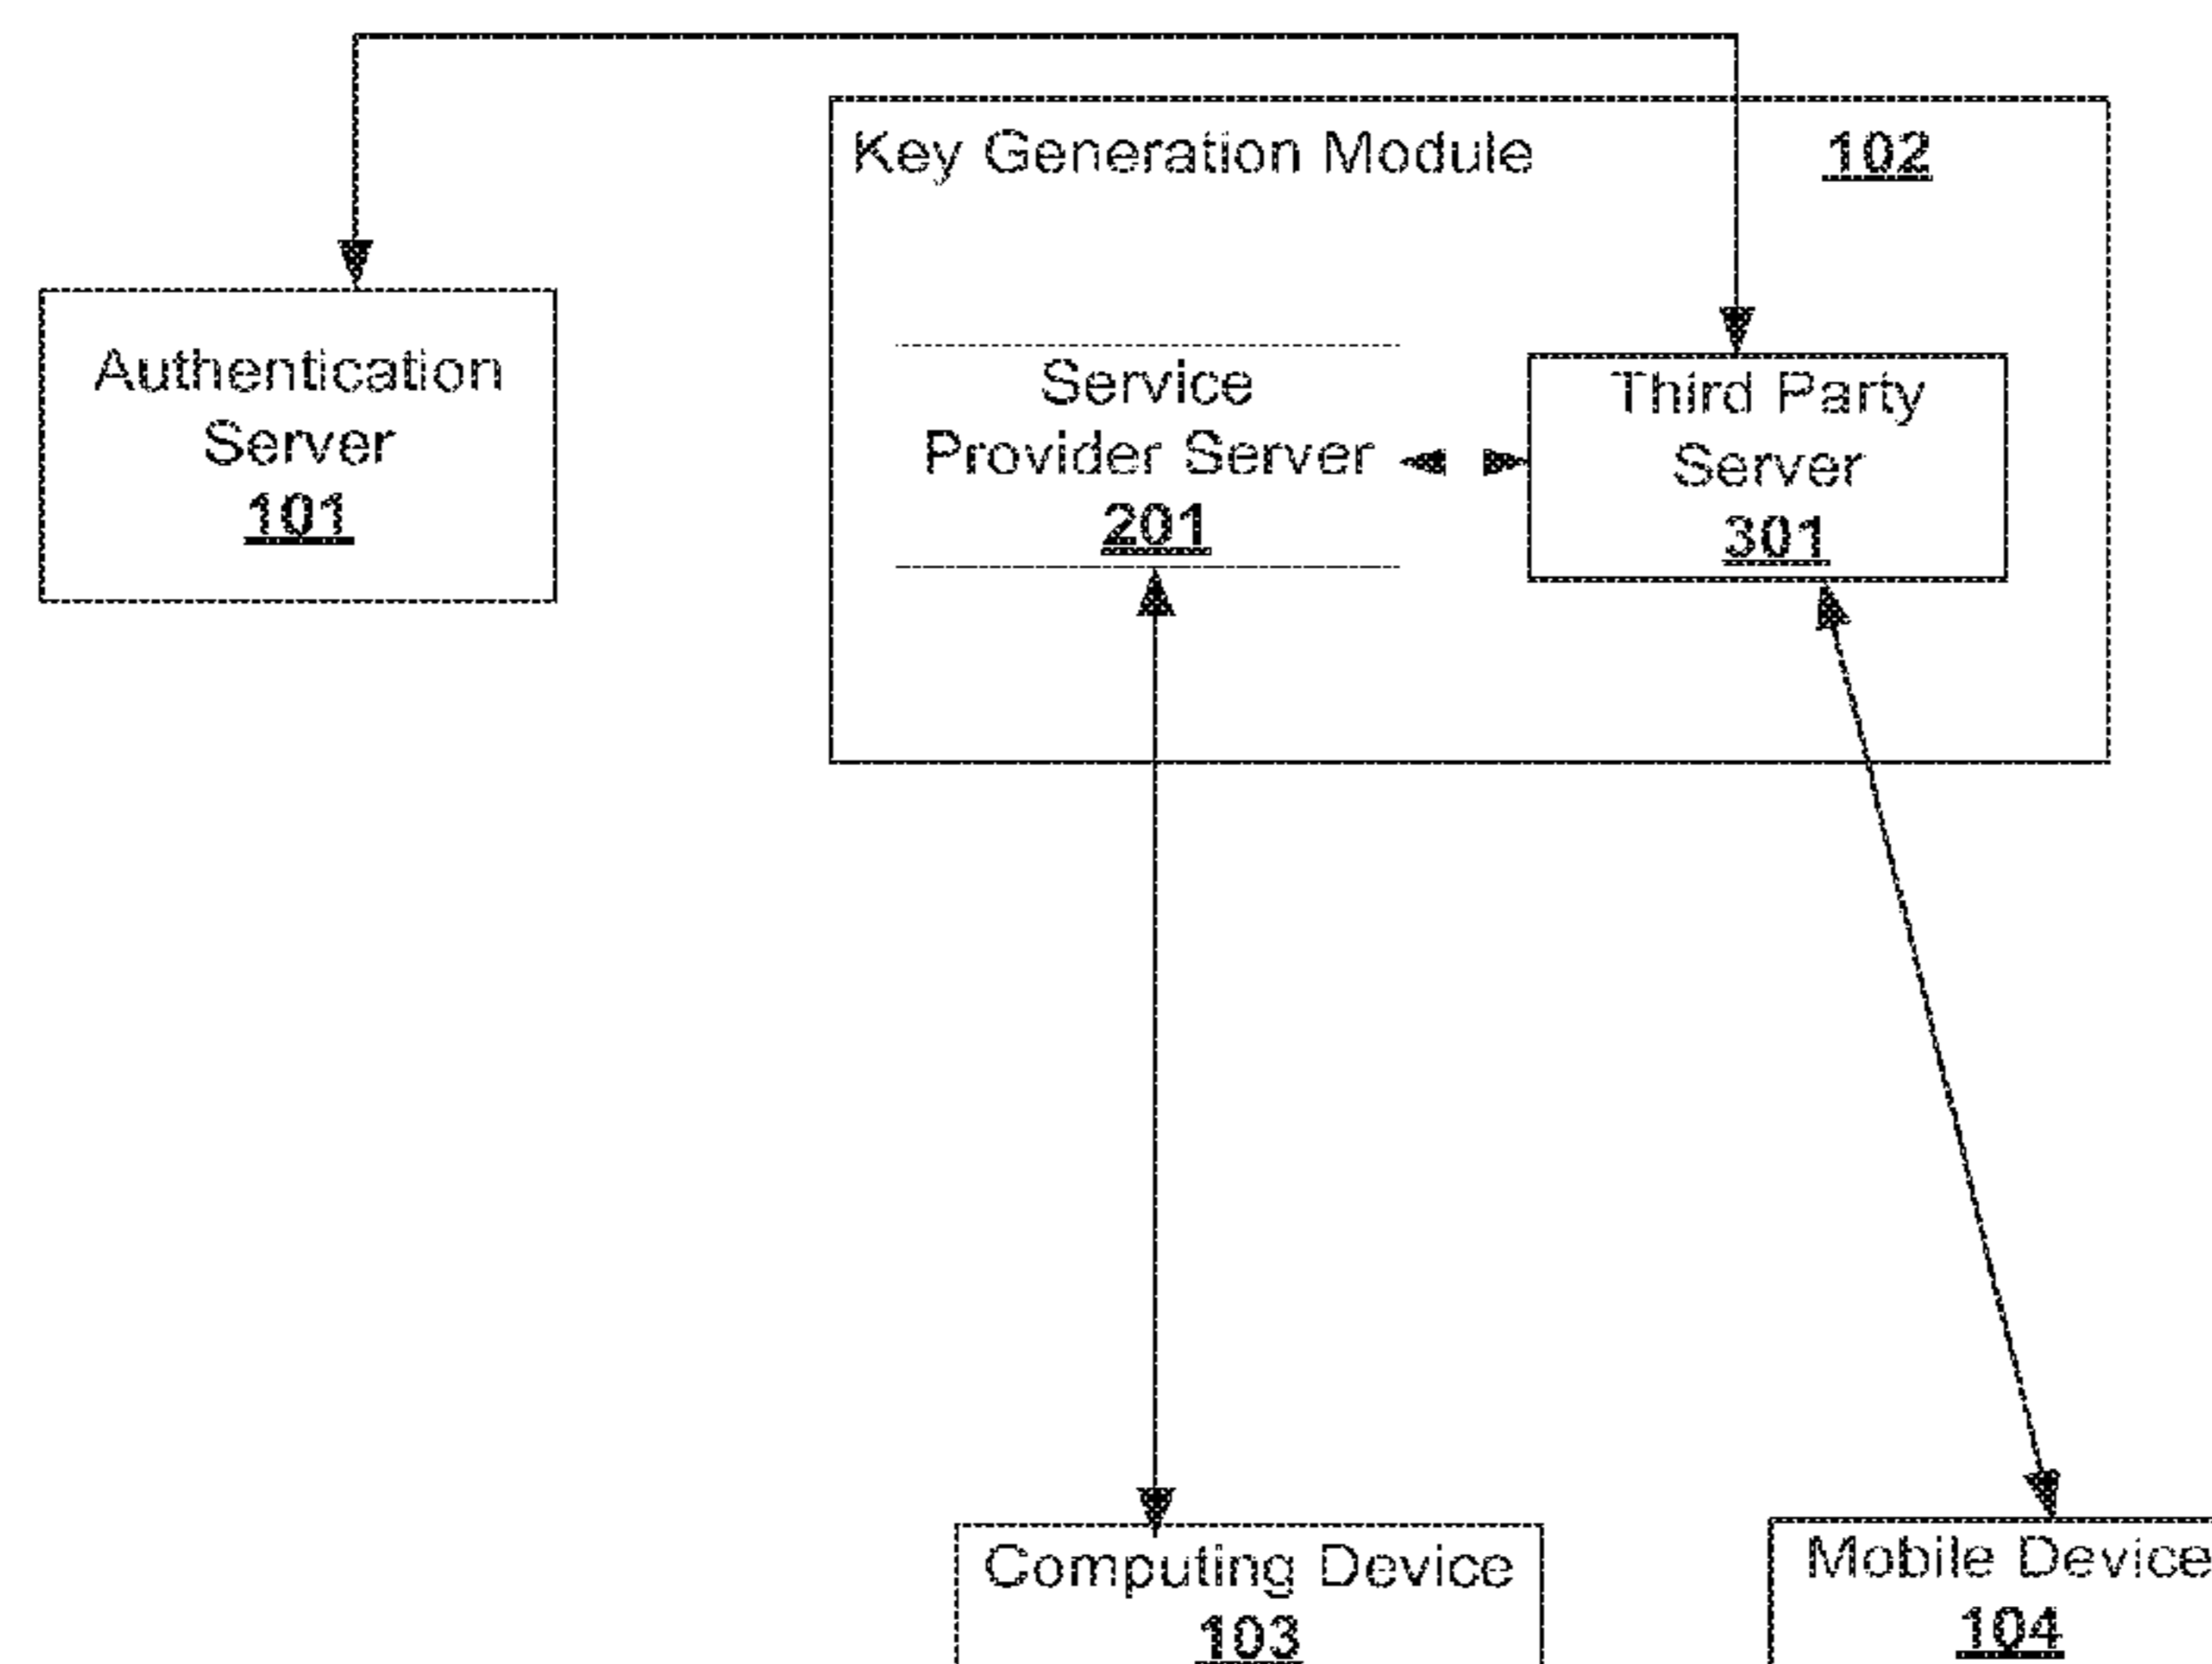 Key Generation Module 102
Authentication
Server
101
Service
Provider Server
201
Third Party
Server
301
Computing Device
103
Mobile Device
104